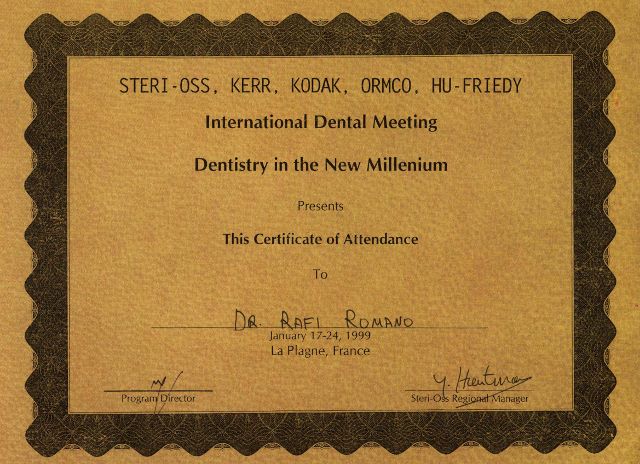 STERI-OSS, KERR, KODAK, ORMCO, HU-FRIEDY
International Dental Meeting
Dentistry in the New Millenium
Presents
This Certificate of Attendance
To
DR. RAFI ROMANO
January 17-24, 1999
La Plagne, France
Program Director
Steri-Oss Regional Manager